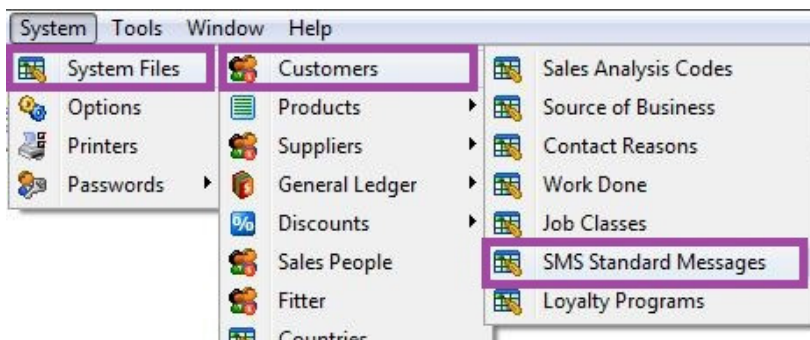 System Tools Window Help
System Files
Options
Printers
Passwords
Customers
Products
Suppliers
General Ledger
Discounts
Sales People
Fitter
Countries
Sales Analysis Codes
Source of Business
Contact Reasons
Work Done
Job Classes
SMS Standard Messages
Loyalty Programs